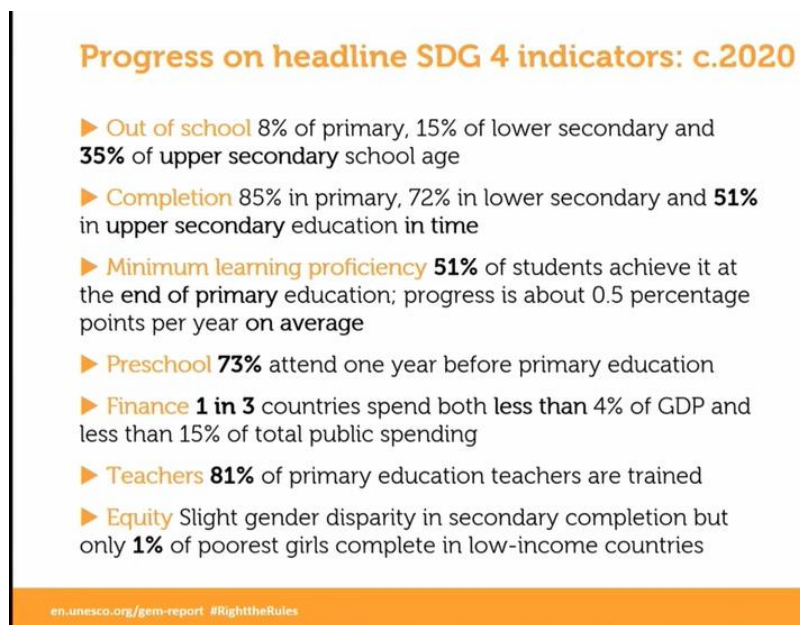 Progress on headline SDG 4 indicators: c.2020
▶ Out of school 8% of primary, 15% of lower secondary and
35% of upper secondary school age
▶ Completion 85% in primary, 72% in lower secondary and 51%
in upper secondary education in time
▶ Minimum learning proficiency 51% of students achieve it at
the end of primary education; progress is about 0.5 percentage
points per year on average
▶ Preschool 73% attend one year before primary education
▶ Finance 1 in 3 countries spend both less than 4% of GDP and
less than 15% of total public spending
▶ Teachers 81% of primary education teachers are trained
▶ Equity Slight gender disparity in secondary completion but
only 1% of poorest girls complete in low-income countries
en.unesco.org/gem-report #RighttheRules